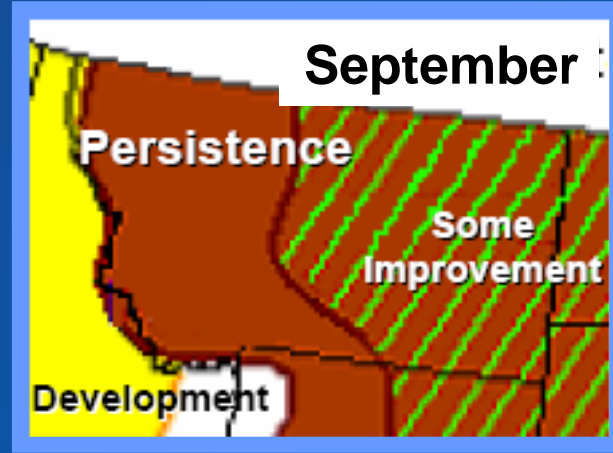 September
Persistence
Some
Improvement
Development